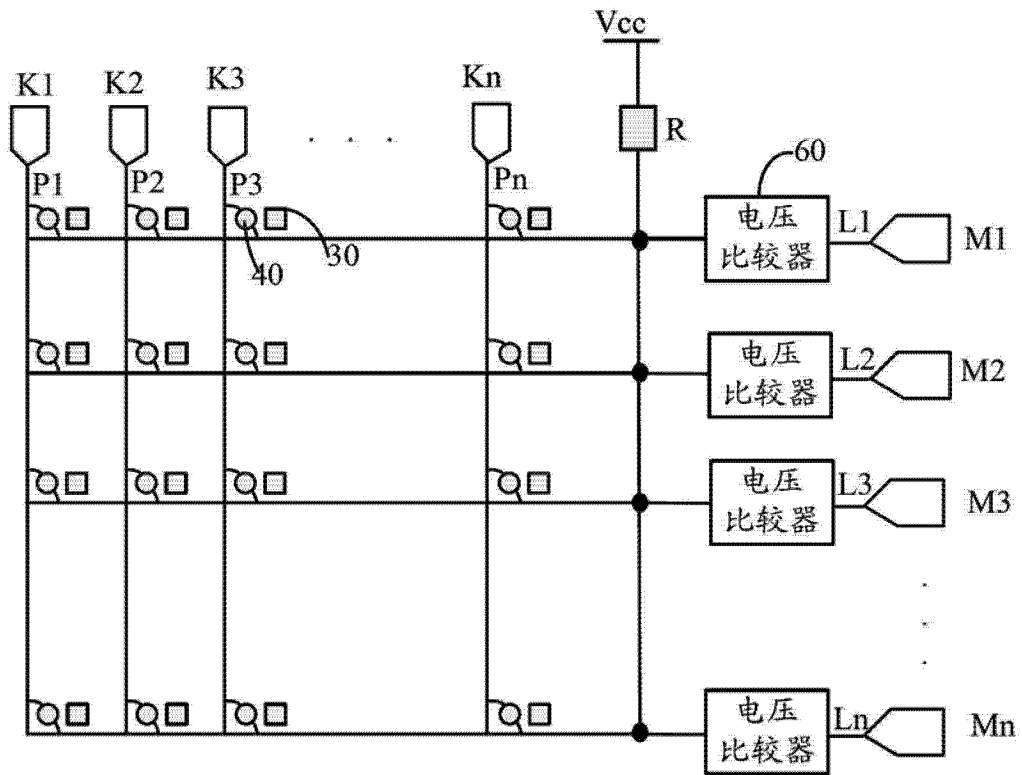 Vcc
K1 K2 K3 . . . Kn
R
P1 P2 P3 Pn
60
电压
比较器
L1
M1
40
30
电压
比较器
L2
M2
电压
比较器
L3
M3
.
.
.
电压
比较器
Ln
Mn